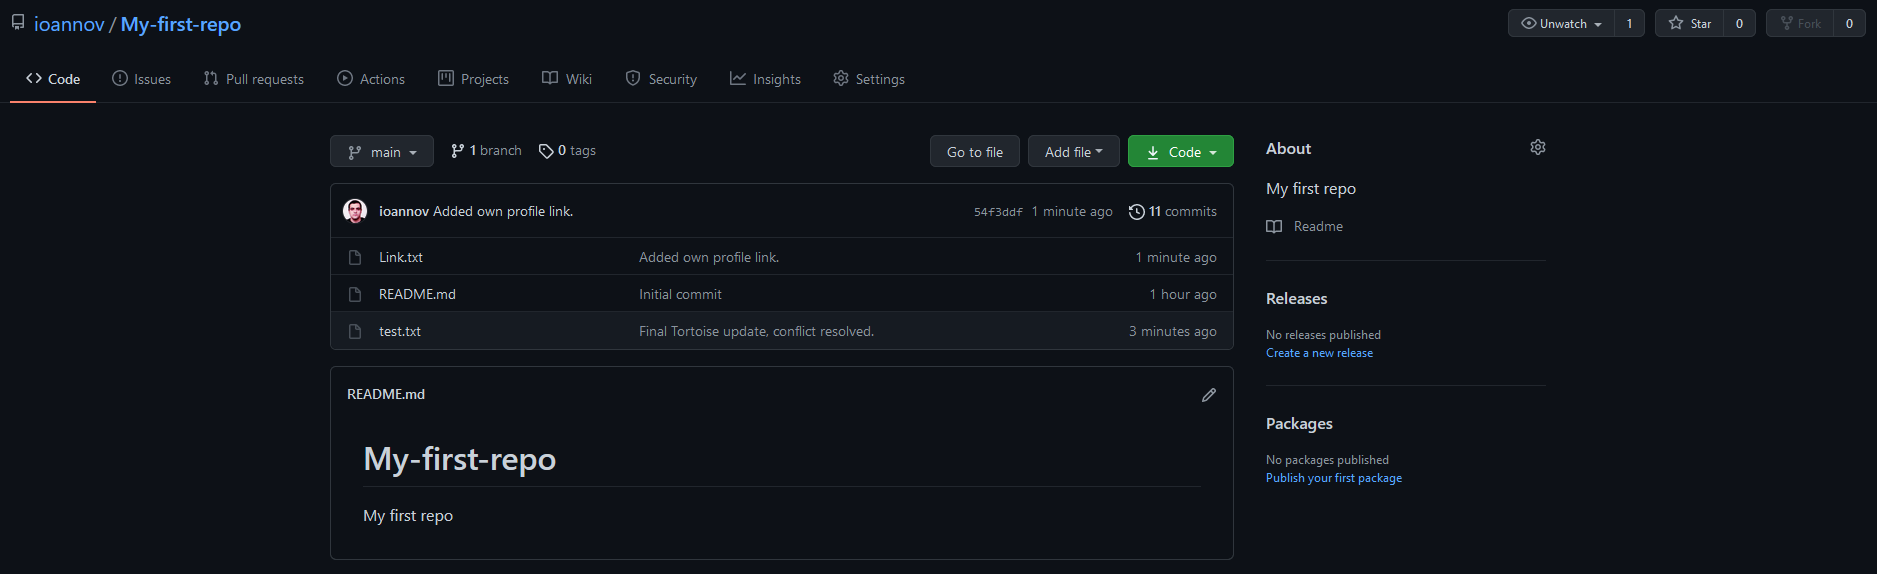 ioannov / My-first-repo
Unwatch 1 Star 0 Fork 0
Code Issues Pull requests Actions Projects Wiki Security Insights Settings
main 1 branch 0 tags Go to file Add file Code
ioannov Added own profile link. 54f3ddf 1 minute ago 11 commits
Link.txt Added own profile link. 1 minute ago
README.md Initial commit 1 hour ago
test.txt Final Tortoise update, conflict resolved. 3 minutes ago
README.md
My-first-repo
My first repo
About
My first repo
Readme
Releases
No releases published
Create a new release
Packages
No packages published
Publish your first package